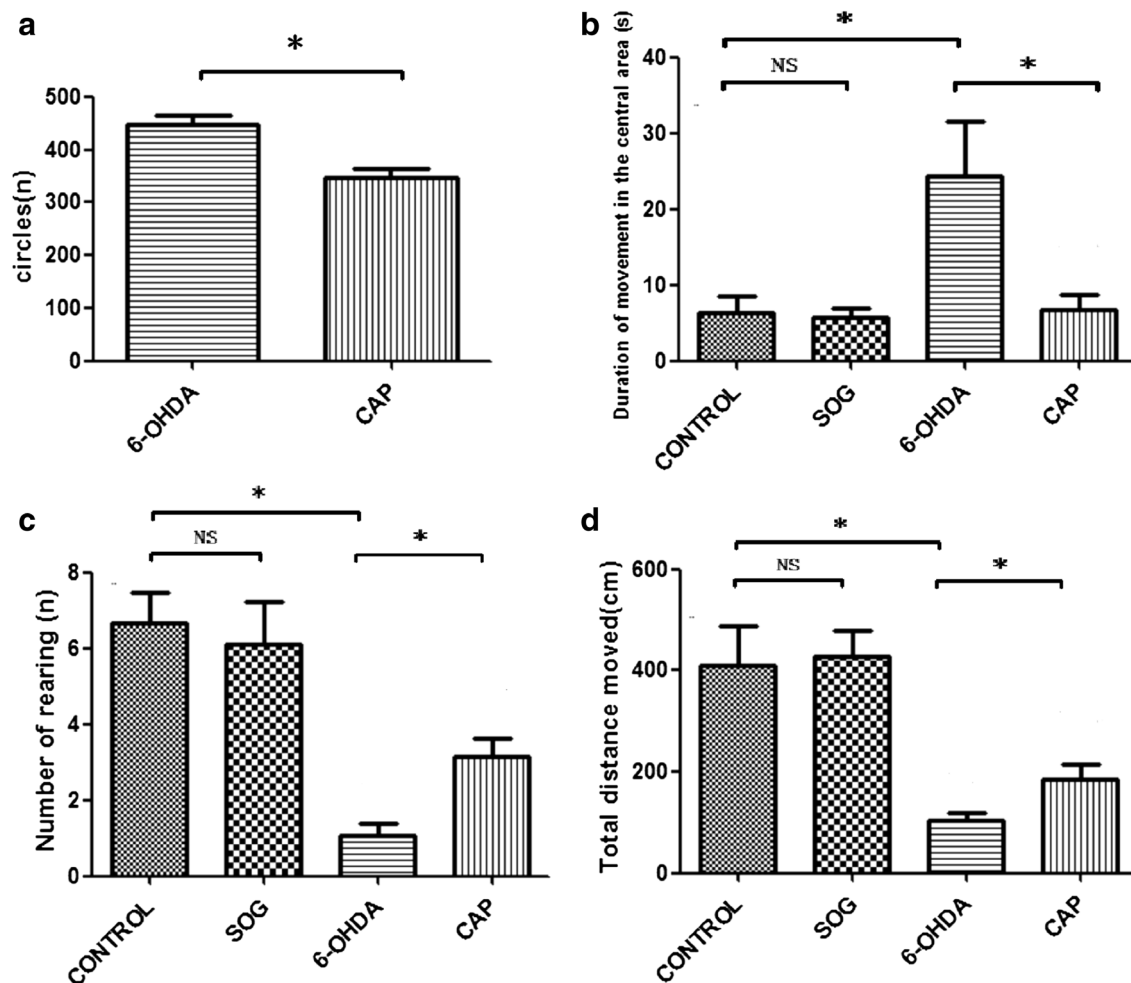 a
*
circles(n)
500
400
300
200
100
0
6-OHDA
CAP
b
*
NS
*
Duration of movement in the central area (s)
40
30
20
10
0
CONTROL
SOG
6-OHDA
CAP
c
*
NS
*
Number of rearing (n)
8
6
4
2
0
CONTROL
SOG
6-OHDA
CAP
d
*
NS
*
Total distance moved(cm)
600
400
200
0
CONTROL
SOG
6-OHDA
CAP